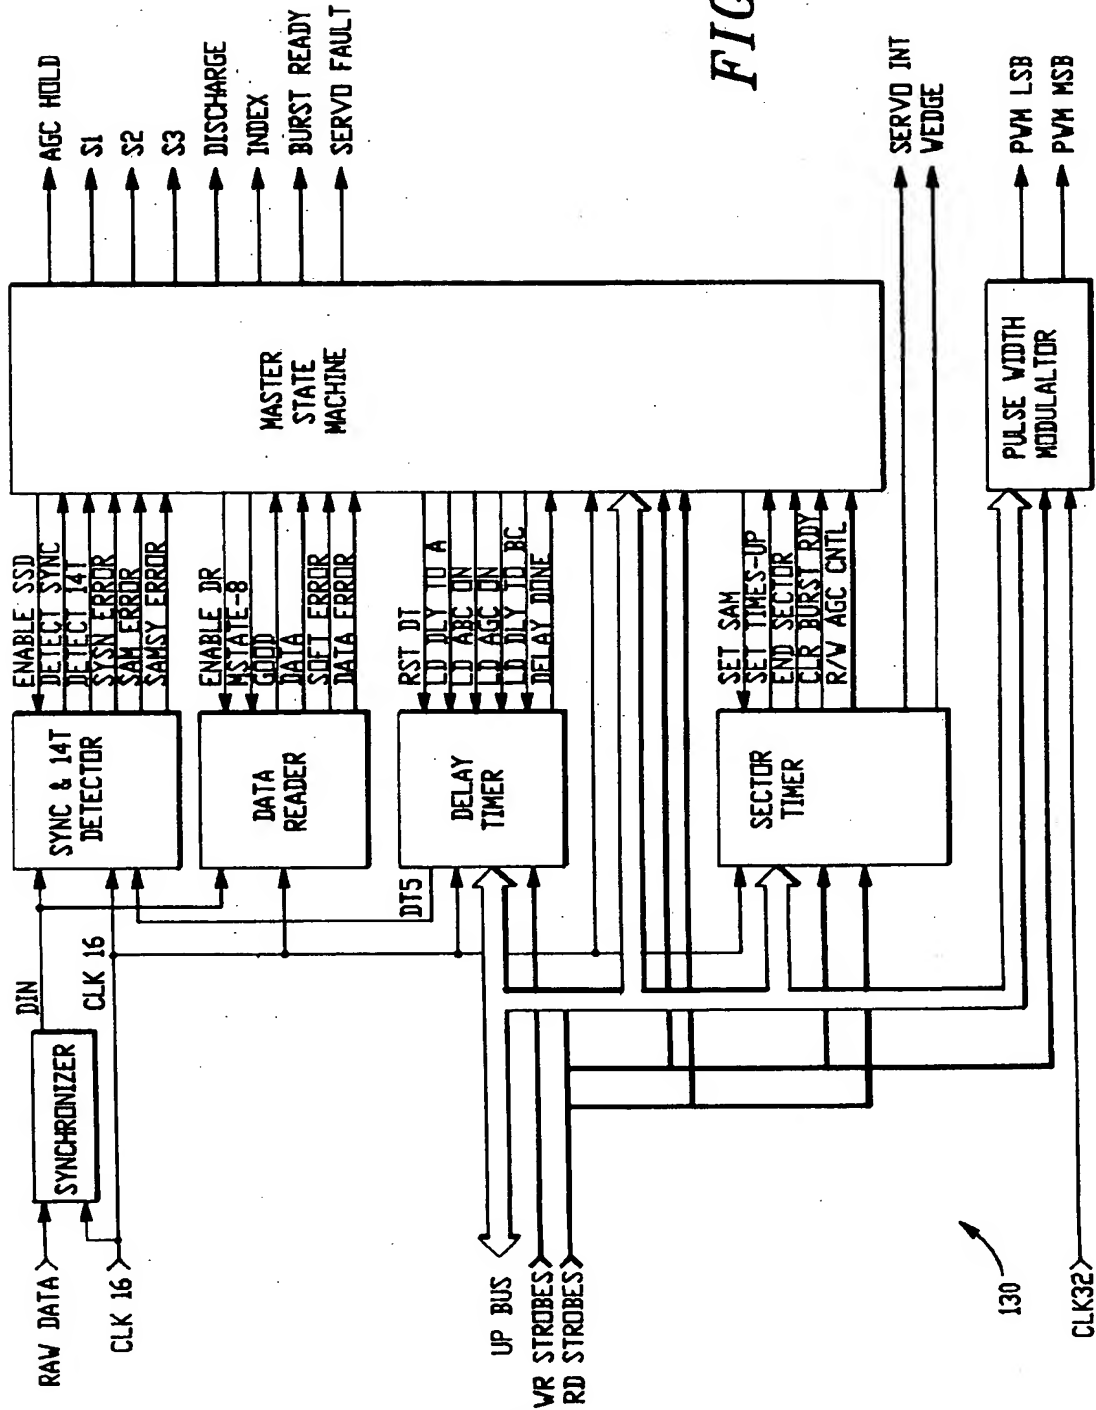 RAW DATA
CLK 16
SYNCHRONIZER
DIN
CLK 16
SYNC & 14T
DETECTOR
ENABLE SSD
DETECT SYNC
DETECT 14T
SYSN ERROR
SAM ERROR
SAMSY ERROR
DATA
READER
ENABLE DR
MSTATE-8
GOOD
DATA
SOFT ERROR
DATA ERROR
DT5
DELAY
TIMER
RST DT
LD DLY TO A
LD ABC ON
LD AGC ON
LD DLY TO BC
DELAY DONE
SECTOR
TIMER
SET SAM
SET TIMES-UP
END SECTOR
CLR BURST RDY
R/W AGC CNTL
MASTER
STATE
MACHINE
AGC HOLD
S1
S2
S3
DISCHARGE
INDEX
BURST READY
SERVO FAULT
SERVO INT
WEDGE
UP BUS
WR STROBES
RD STROBES
130
CLK32
PULSE WIDTH
MODULALTOR
PWM LSB
PWM MSB
FIG